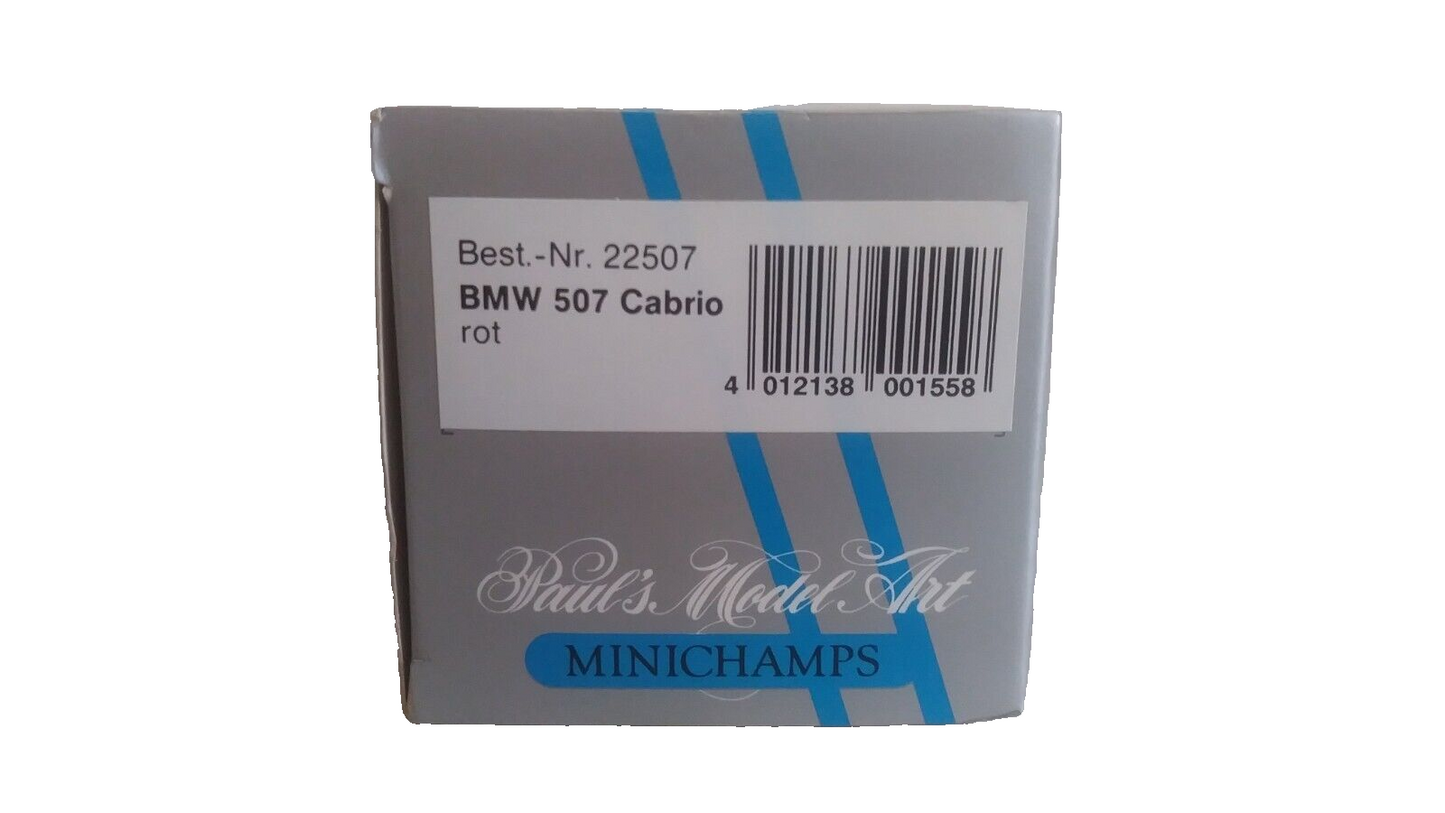 Best.-Nr. 22507
BMW 507 Cabrio
rot
4 012138 001558
Paul's Model Art
MINICHAMPS